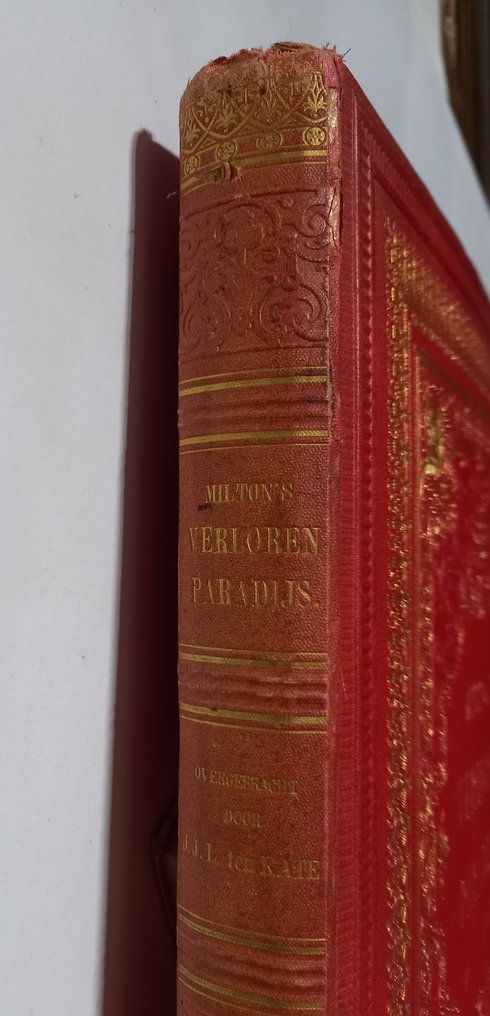 MILTON'S
VERLOREN
PARADIJS.
OVERGEBRACHT
DOOR
J. J. L. ten KATE